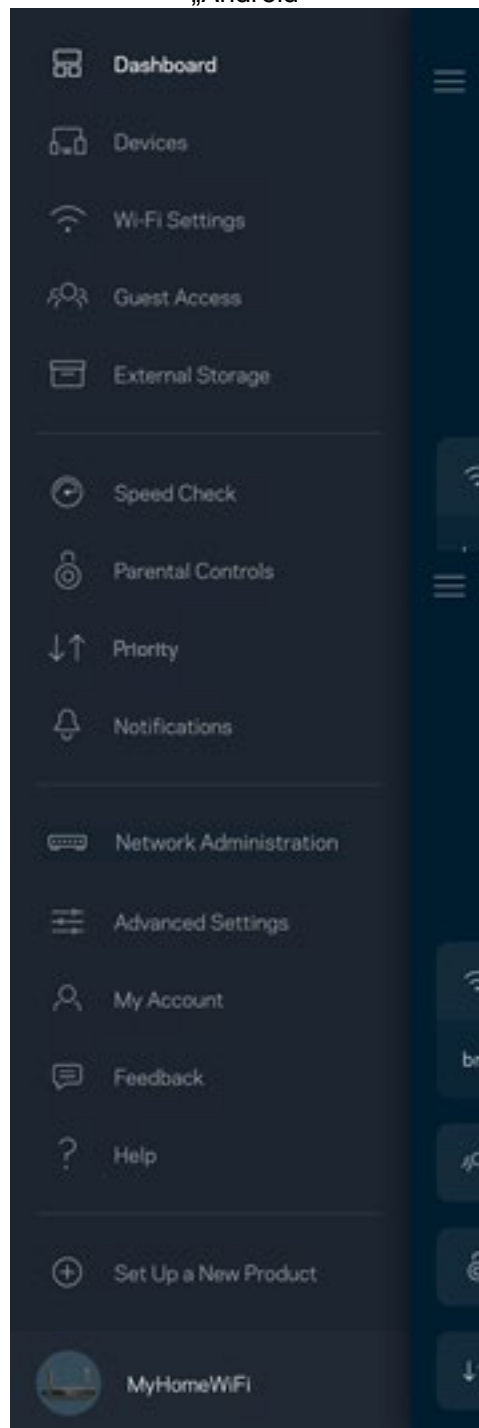 „Android“
Dashboard
Devices
Wi-Fi Settings
Guest Access
External Storage
Speed Check
Parental Controls
Priority
Notifications
Network Administration
Advanced Settings
My Account
Feedback
Help
Set Up a New Product
MyHomeWiFi